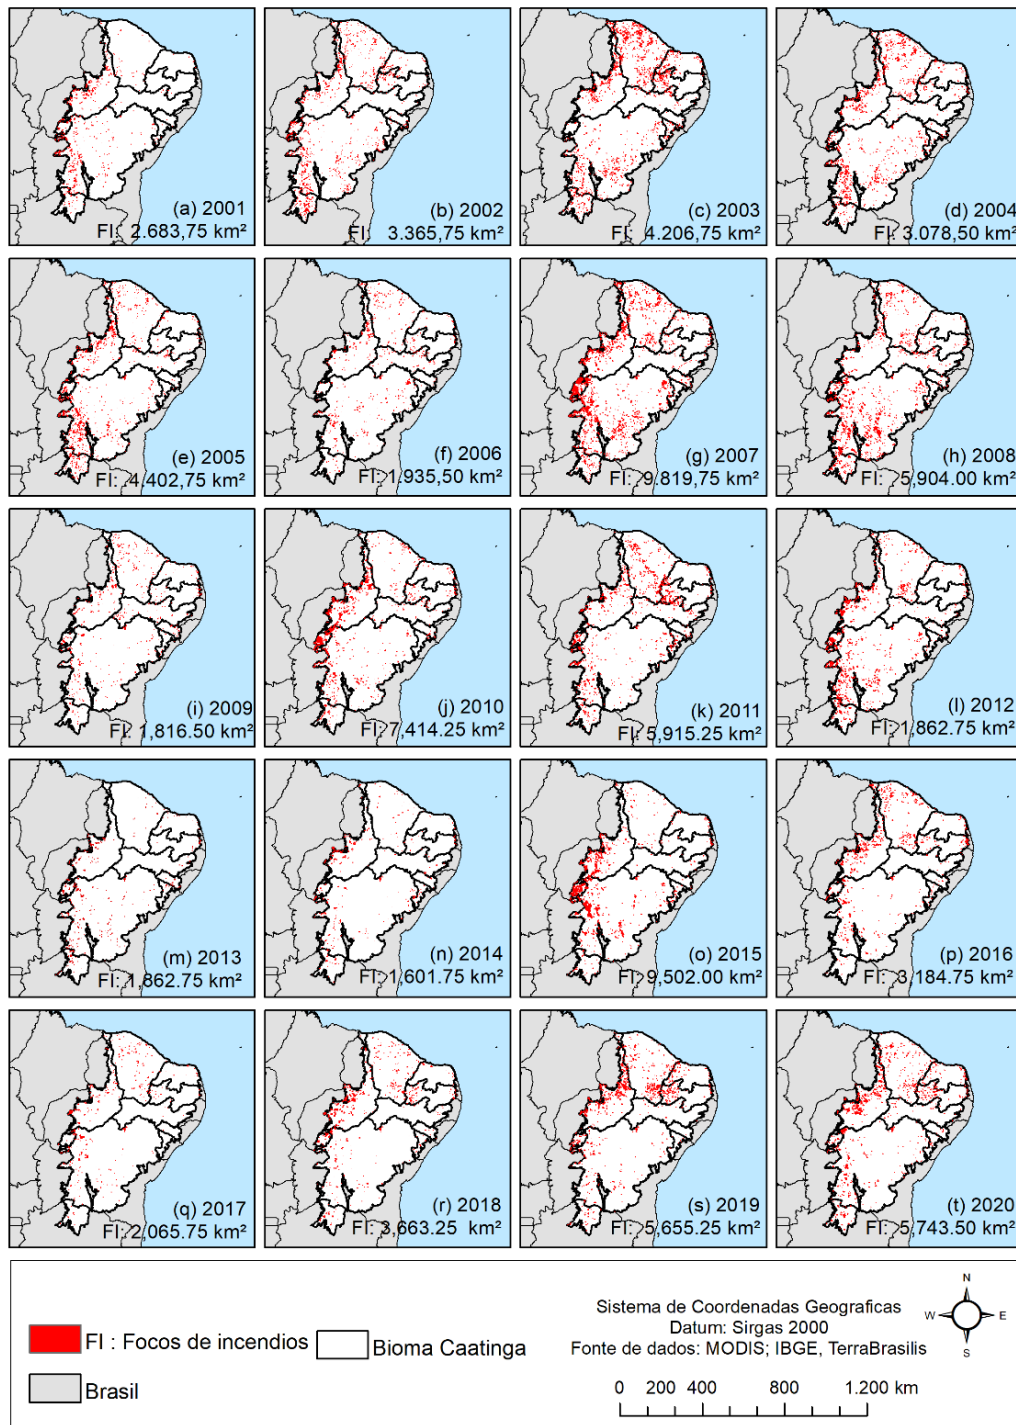 (a) 2001
FI: 2.683,75 km²
(b) 2002
FI: 3.365,75 km²
(c) 2003
FI: 4.206,75 km²
(d) 2004
FI: 3.078,50 km²
(e) 2005
FI: 4.402,75 km²
(f) 2006
FI: 1.935,50 km²
(g) 2007
FI: 9.819,75 km²
(h) 2008
FI: 5,904.00 km²
(i) 2009
FI: 1,816.50 km²
(j) 2010
FI: 7,414.25 km²
(k) 2011
FI: 5,915.25 km²
(l) 2012
FI: 1,862.75 km²
(m) 2013
FI: 1,862.75 km²
(n) 2014
FI: 1,601.75 km²
(o) 2015
FI: 9,502.00 km²
(p) 2016
FI: 3,184.75 km²
(q) 2017
FI: 2,065.75 km²
(r) 2018
FI: 3,663.25 km²
(s) 2019
FI: 5,655.25 km²
(t) 2020
FI: 5,743.50 km²
FI : Focos de incendios
Bioma Caatinga
Brasil
Sistema de Coordenadas Geograficas
Datum: Sirgas 2000
Fonte de dados: MODIS; IBGE, TerraBrasilis
N
W E
S
0 200 400 800 1.200 km